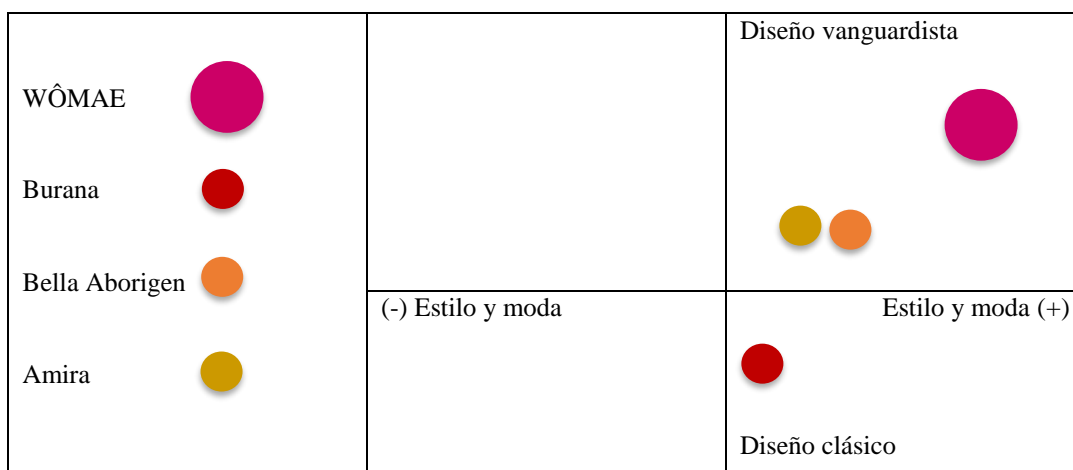 Diseño vanguardista
WÔMAE
Burana
Bella Aborigen
Amira
(-) Estilo y moda
Estilo y moda (+)
Diseño clásico